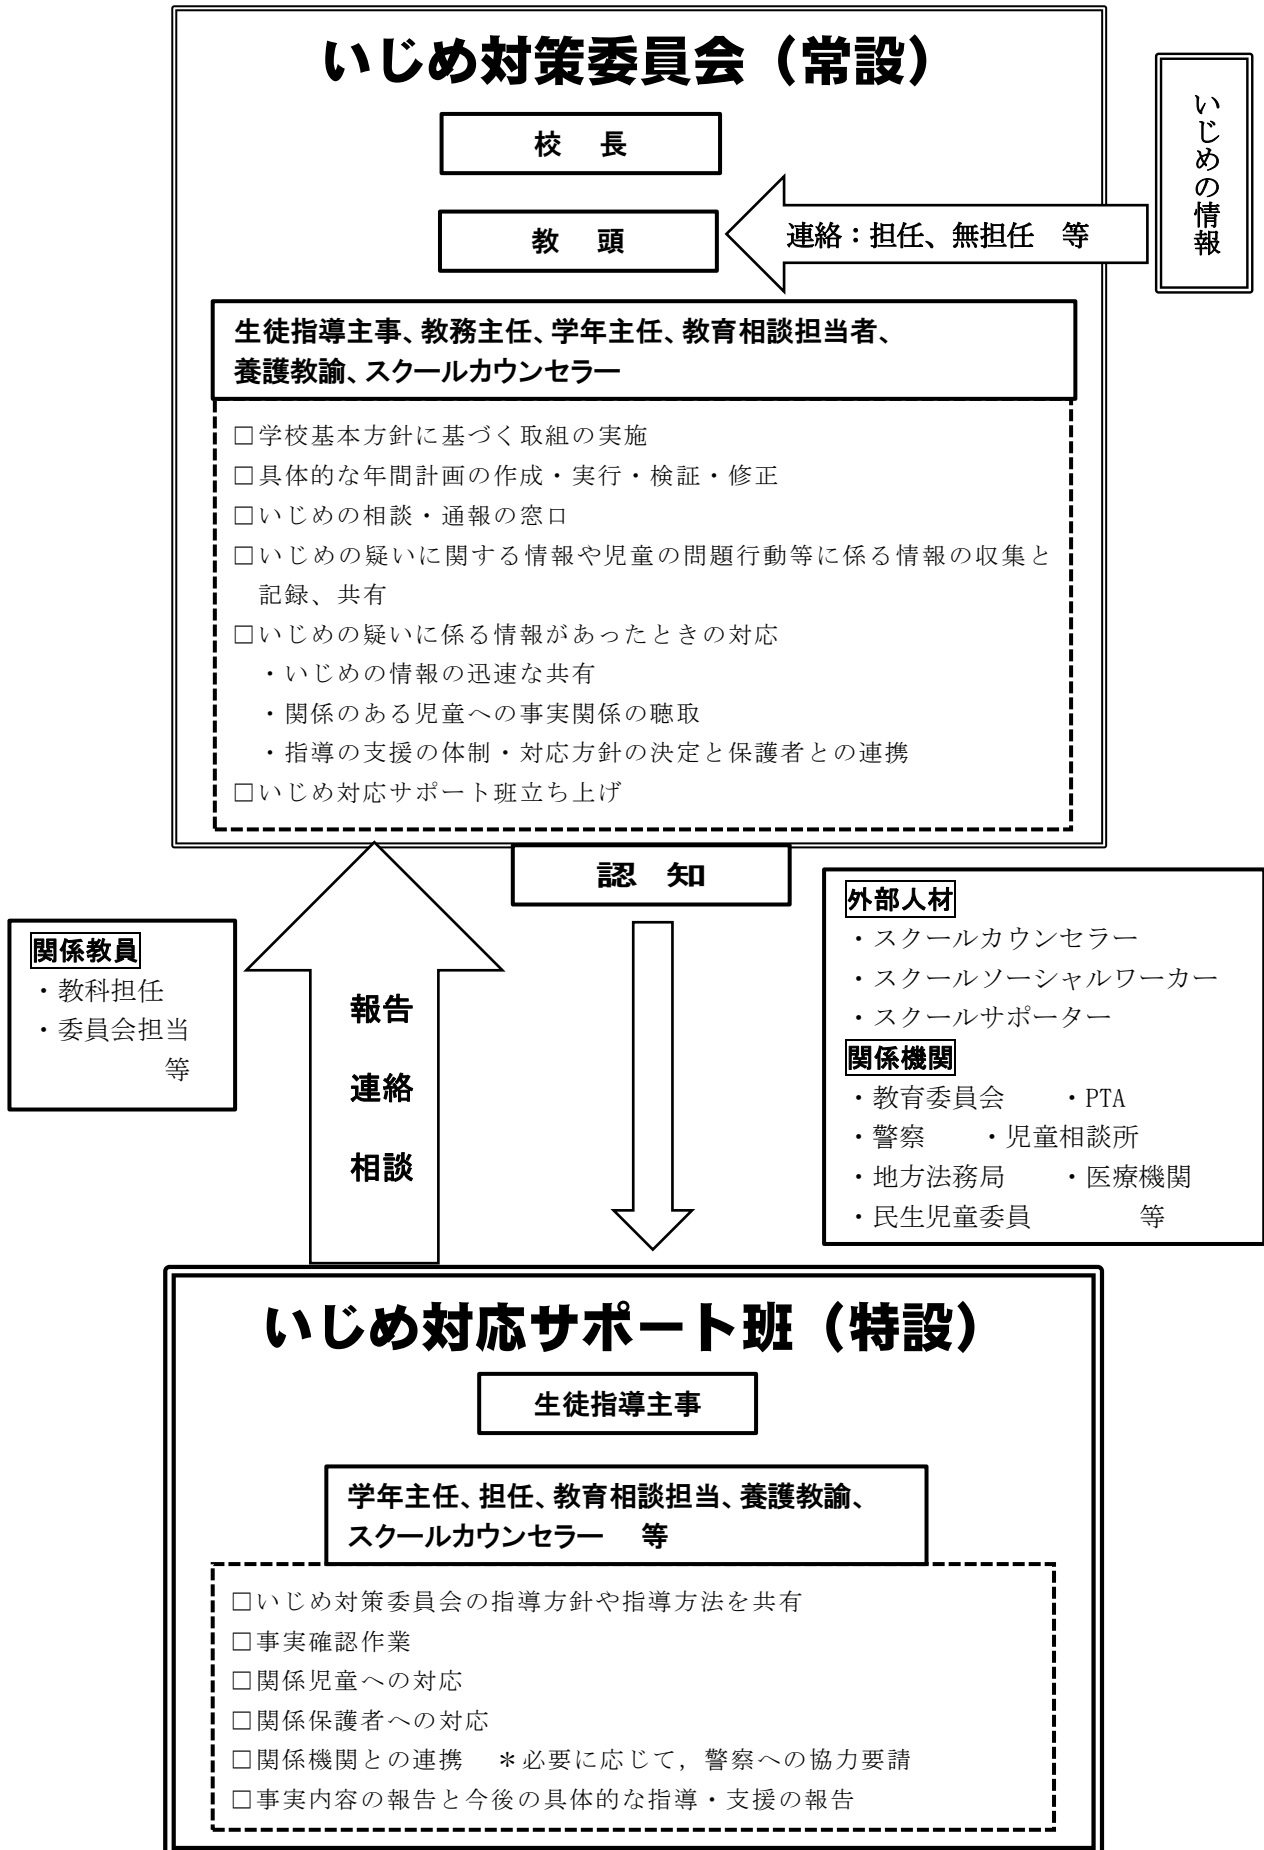 いじめ対策委員会（常設）
校　長
教　頭
連絡：担任、無担任　等
いじめの情報
生徒指導主事、教務主任、学年主任、教育相談担当者、
養護教諭、スクールカウンセラー
□学校基本方針に基づく取組の実施
□具体的な年間計画の作成・実行・検証・修正
□いじめの相談・通報の窓口
□いじめの疑いに関する情報や児童の問題行動等に係る情報の収集と
記録、共有
□いじめの疑いに係る情報があったときの対応
・いじめの情報の迅速な共有
・関係のある児童への事実関係の聴取
・指導の支援の体制・対応方針の決定と保護者との連携
□いじめ対応サポート班立ち上げ
認　知
関係教員
・教科担任
・委員会担当
等
報告
連絡
相談
外部人材
・スクールカウンセラー
・スクールソーシャルワーカー
・スクールサポーター
関係機関
・教育委員会　　・PTA
・警察　　・児童相談所
・地方法務局　　・医療機関
・民生児童委員　　　　等
いじめ対応サポート班（特設）
生徒指導主事
学年主任、担任、教育相談担当、養護教諭、
スクールカウンセラー　等
□いじめ対策委員会の指導方針や指導方法を共有
□事実確認作業
□関係児童への対応
□関係保護者への対応
□関係機関との連携　＊必要に応じて，警察への協力要請
□事実内容の報告と今後の具体的な指導・支援の報告